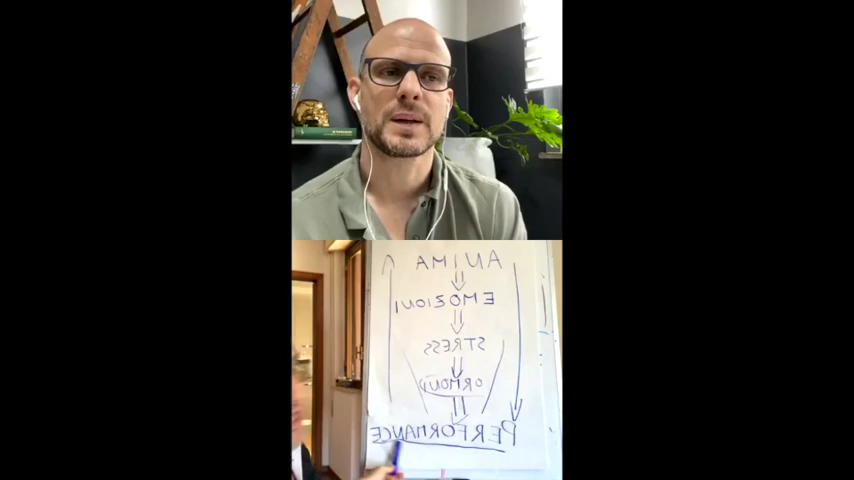 ANIMA
EMOZIONI
STRESS
ORMONI
PERFORMANCE